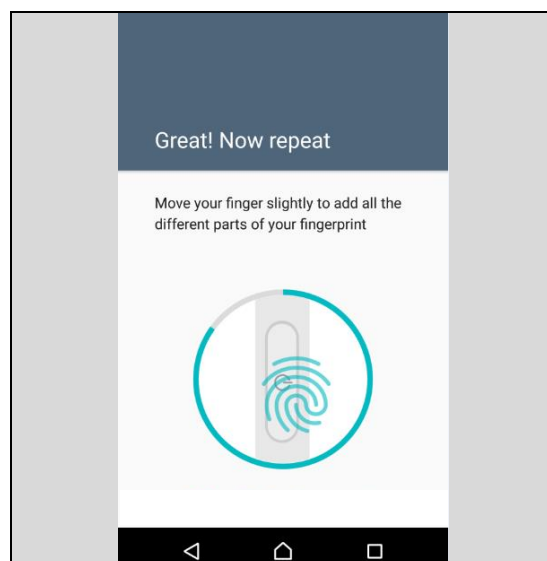 Great! Now repeat
Move your finger slightly to add all the
different parts of your fingerprint